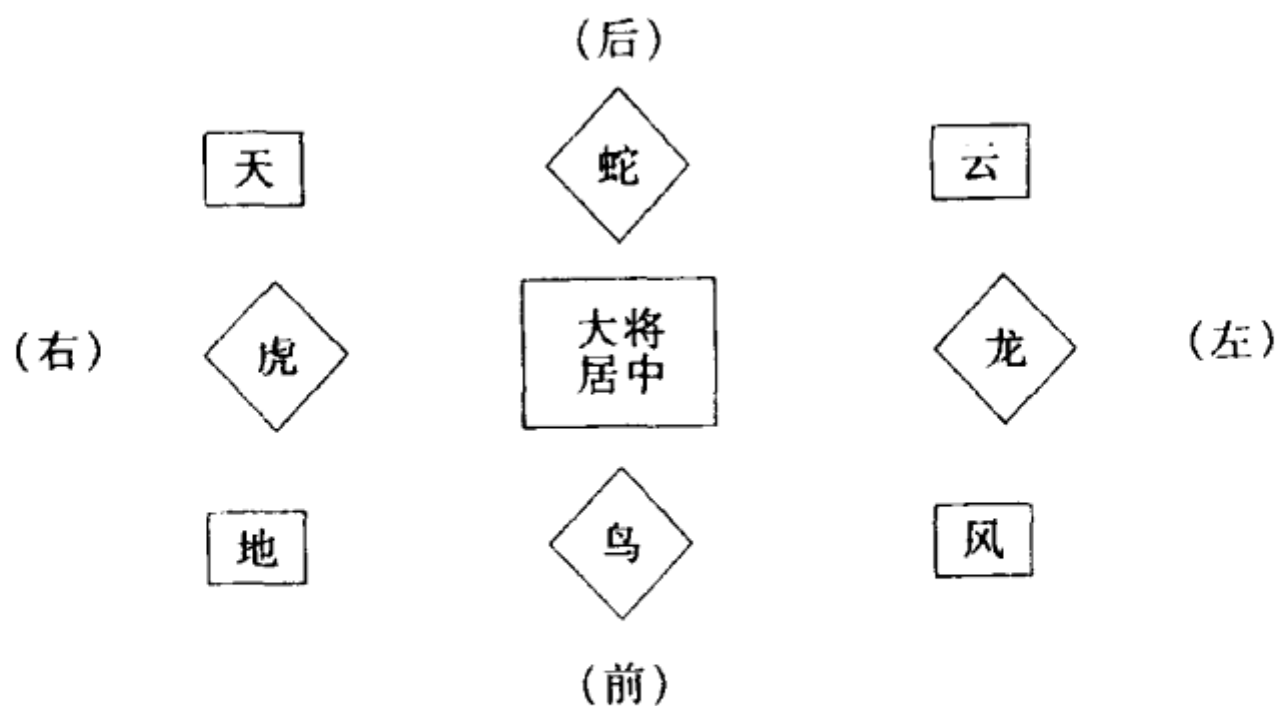 (后)
天
蛇
云
(右)
虎
大将
居中
龙
(左)
地
鸟
风
(前)